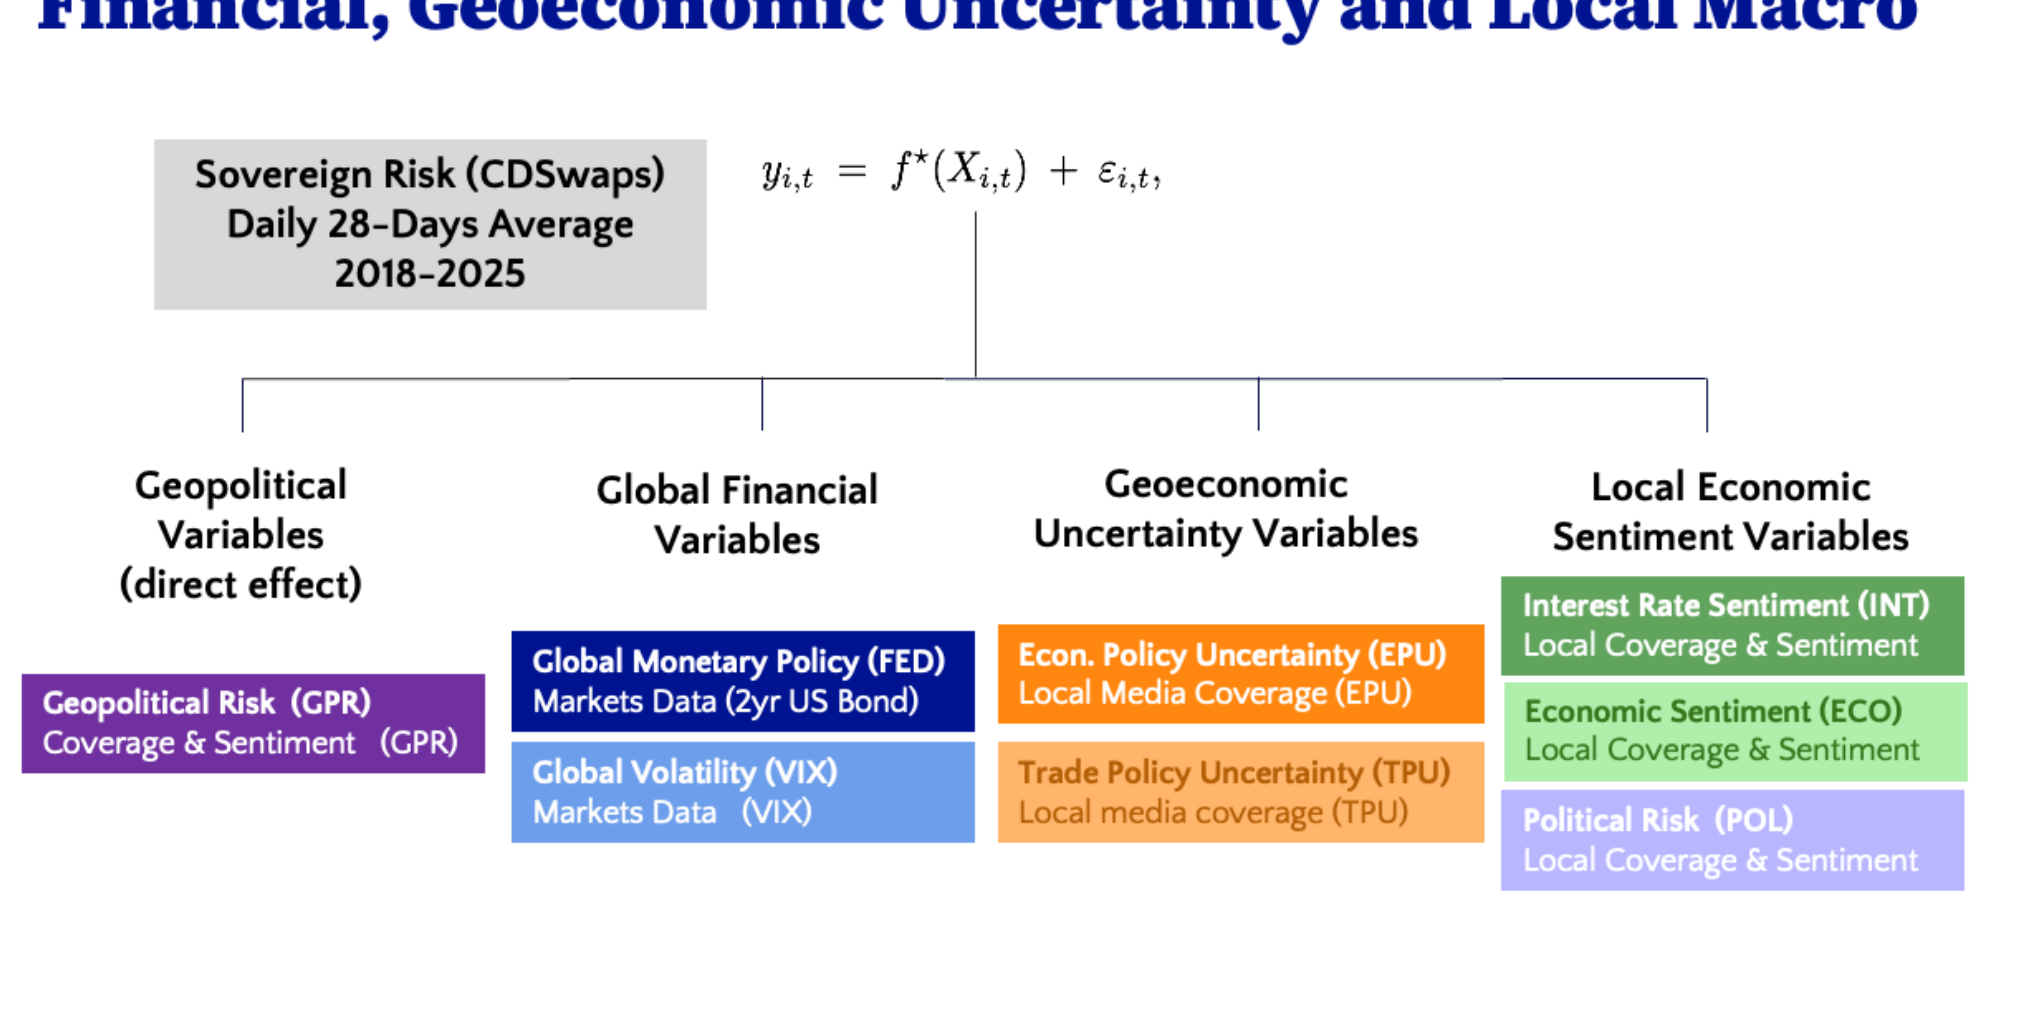 Financial, Geoeconomic Uncertainty and Local Macro
Sovereign Risk (CDSwaps)
Daily 28-Days Average
2018-2025
y_{i,t} = f^⋆(X_{i,t}) + ε_{i,t},
Geopolitical
Variables
(direct effect)
Geopolitical Risk (GPR)
Coverage & Sentiment (GPR)
Global Financial
Variables
Global Monetary Policy (FED)
Markets Data (2yr US Bond)
Global Volatility (VIX)
Markets Data (VIX)
Geoeconomic
Uncertainty Variables
Econ. Policy Uncertainty (EPU)
Local Media Coverage (EPU)
Trade Policy Uncertainty (TPU)
Local media coverage (TPU)
Local Economic
Sentiment Variables
Interest Rate Sentiment (INT)
Local Coverage & Sentiment
Economic Sentiment (ECO)
Local Coverage & Sentiment
Political Risk (POL)
Local Coverage & Sentiment